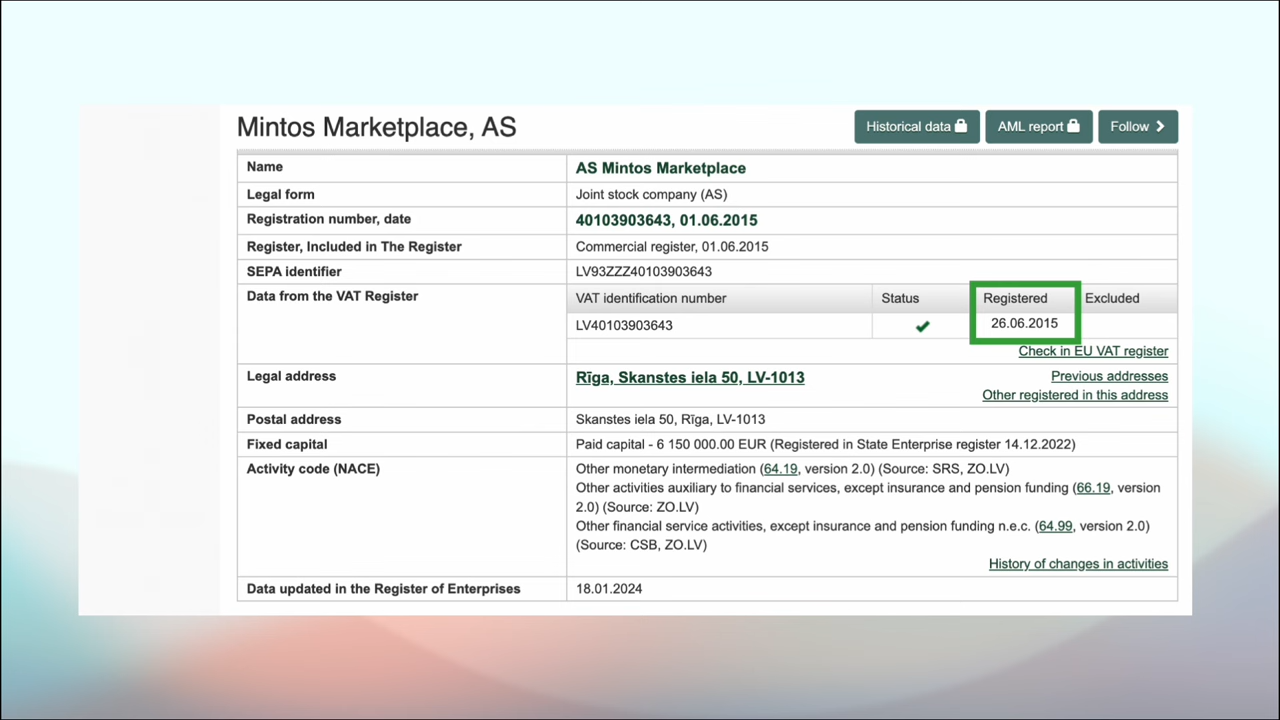 Mintos Marketplace, AS
Historical data
AML report
Follow
Name
AS Mintos Marketplace
Legal form
Joint stock company (AS)
Registration number, date
40103903643, 01.06.2015
Register, Included in The Register
Commercial register, 01.06.2015
SEPA identifier
LV93ZZZ40103903643
Data from the VAT Register
VAT identification number
Status
Registered
Excluded
LV40103903643
26.06.2015
Check in EU VAT register
Legal address
Rīga, Skanstes iela 50, LV-1013
Previous addresses
Other registered in this address
Postal address
Skanstes iela 50, Rīga, LV-1013
Fixed capital
Paid capital - 6 150 000.00 EUR (Registered in State Enterprise register 14.12.2022)
Activity code (NACE)
Other monetary intermediation (64.19, version 2.0) (Source: SRS, ZO.LV)
Other activities auxiliary to financial services, except insurance and pension funding (66.19, version
2.0) (Source: ZO.LV)
Other financial service activities, except insurance and pension funding n.e.c. (64.99, version 2.0)
(Source: CSB, ZO.LV)
History of changes in activities
Data updated in the Register of Enterprises
18.01.2024